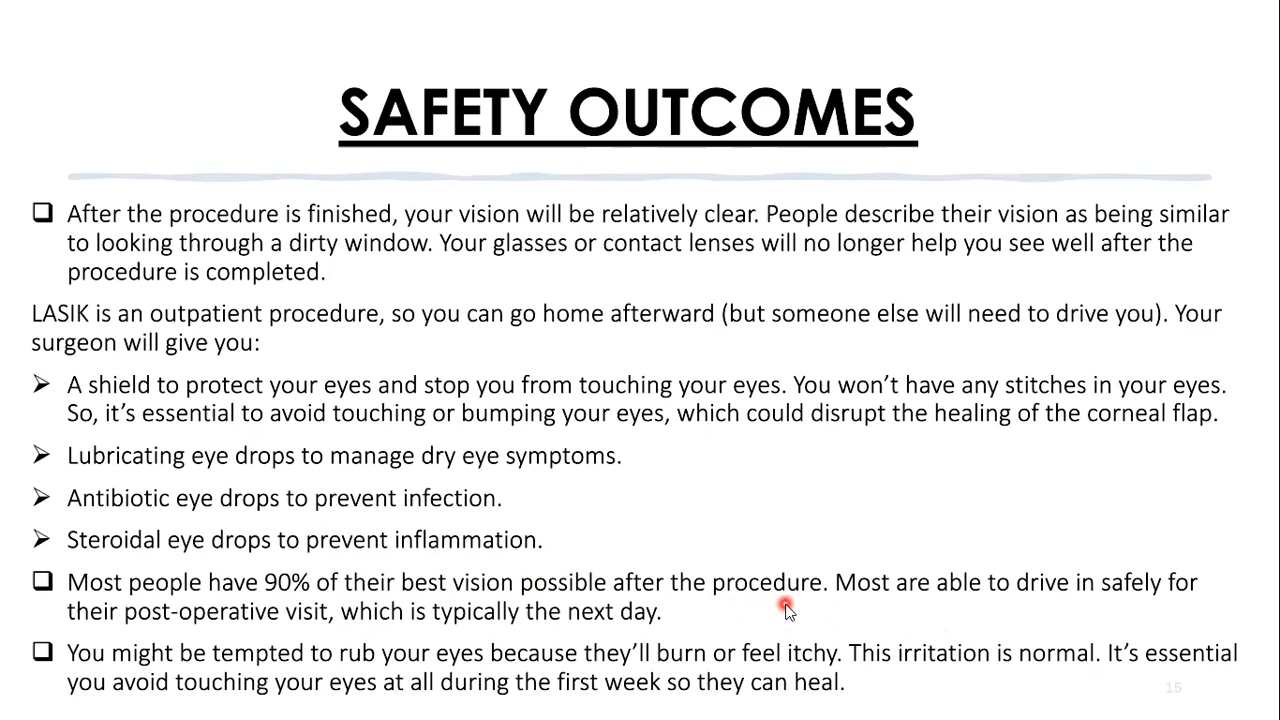 SAFETY OUTCOMES
After the procedure is finished, your vision will be relatively clear. People describe their vision as being similar
to looking through a dirty window. Your glasses or contact lenses will no longer help you see well after the
procedure is completed.
LASIK is an outpatient procedure, so you can go home afterward (but someone else will need to drive you). Your
surgeon will give you:
A shield to protect your eyes and stop you from touching your eyes. You won’t have any stitches in your eyes.
So, it’s essential to avoid touching or bumping your eyes, which could disrupt the healing of the corneal flap.
Lubricating eye drops to manage dry eye symptoms.
Antibiotic eye drops to prevent infection.
Steroidal eye drops to prevent inflammation.
Most people have 90% of their best vision possible after the procedure. Most are able to drive in safely for
their post-operative visit, which is typically the next day.
You might be tempted to rub your eyes because they’ll burn or feel itchy. This irritation is normal. It’s essential
you avoid touching your eyes at all during the first week so they can heal.
15